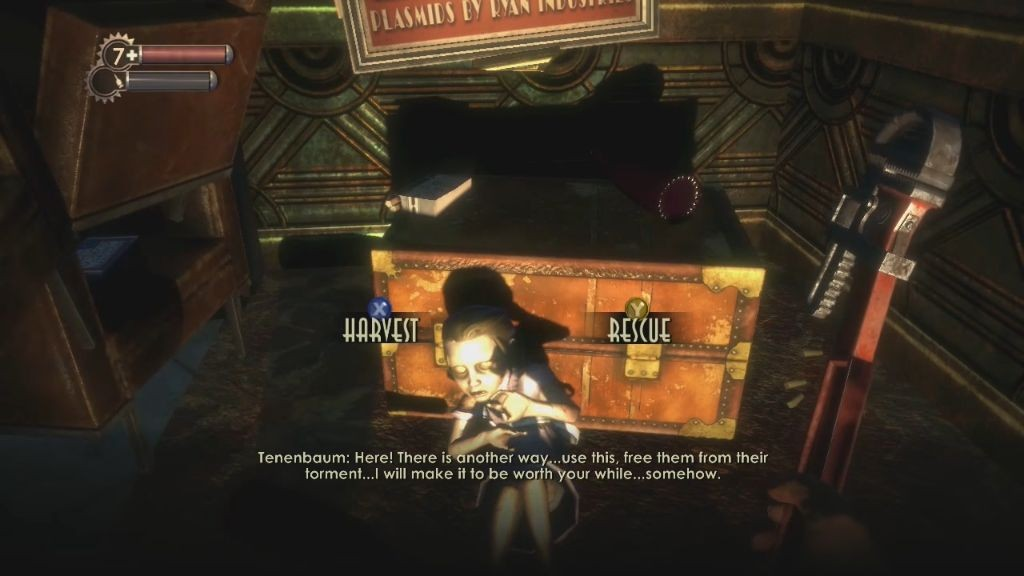 PLASMIDS BY RYAN INDUSTRIES
7
X
Y
HARVEST
RESCUE
Tenenbaum: Here! There is another way...use this, free them from their
torment...I will make it to be worth your while...somehow.